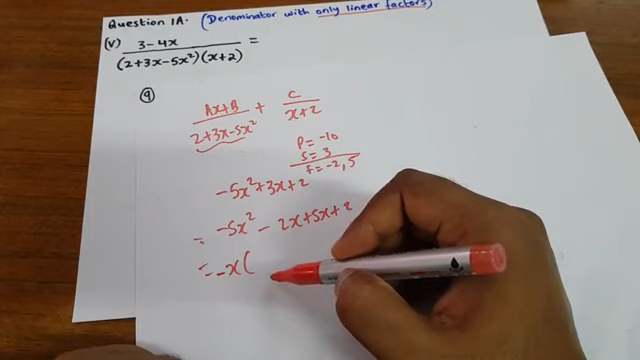 Question 1A. (Denominator with only linear factors)
(v) 3-4x / (2+3x-5x²)(x+2) =
(9)
Ax+B / 2+3x-5x² + C / x+2
P = -10
S = 3
f = -2, 5
-5x²+3x+2
= -5x² - 2x+5x+2
= -x(